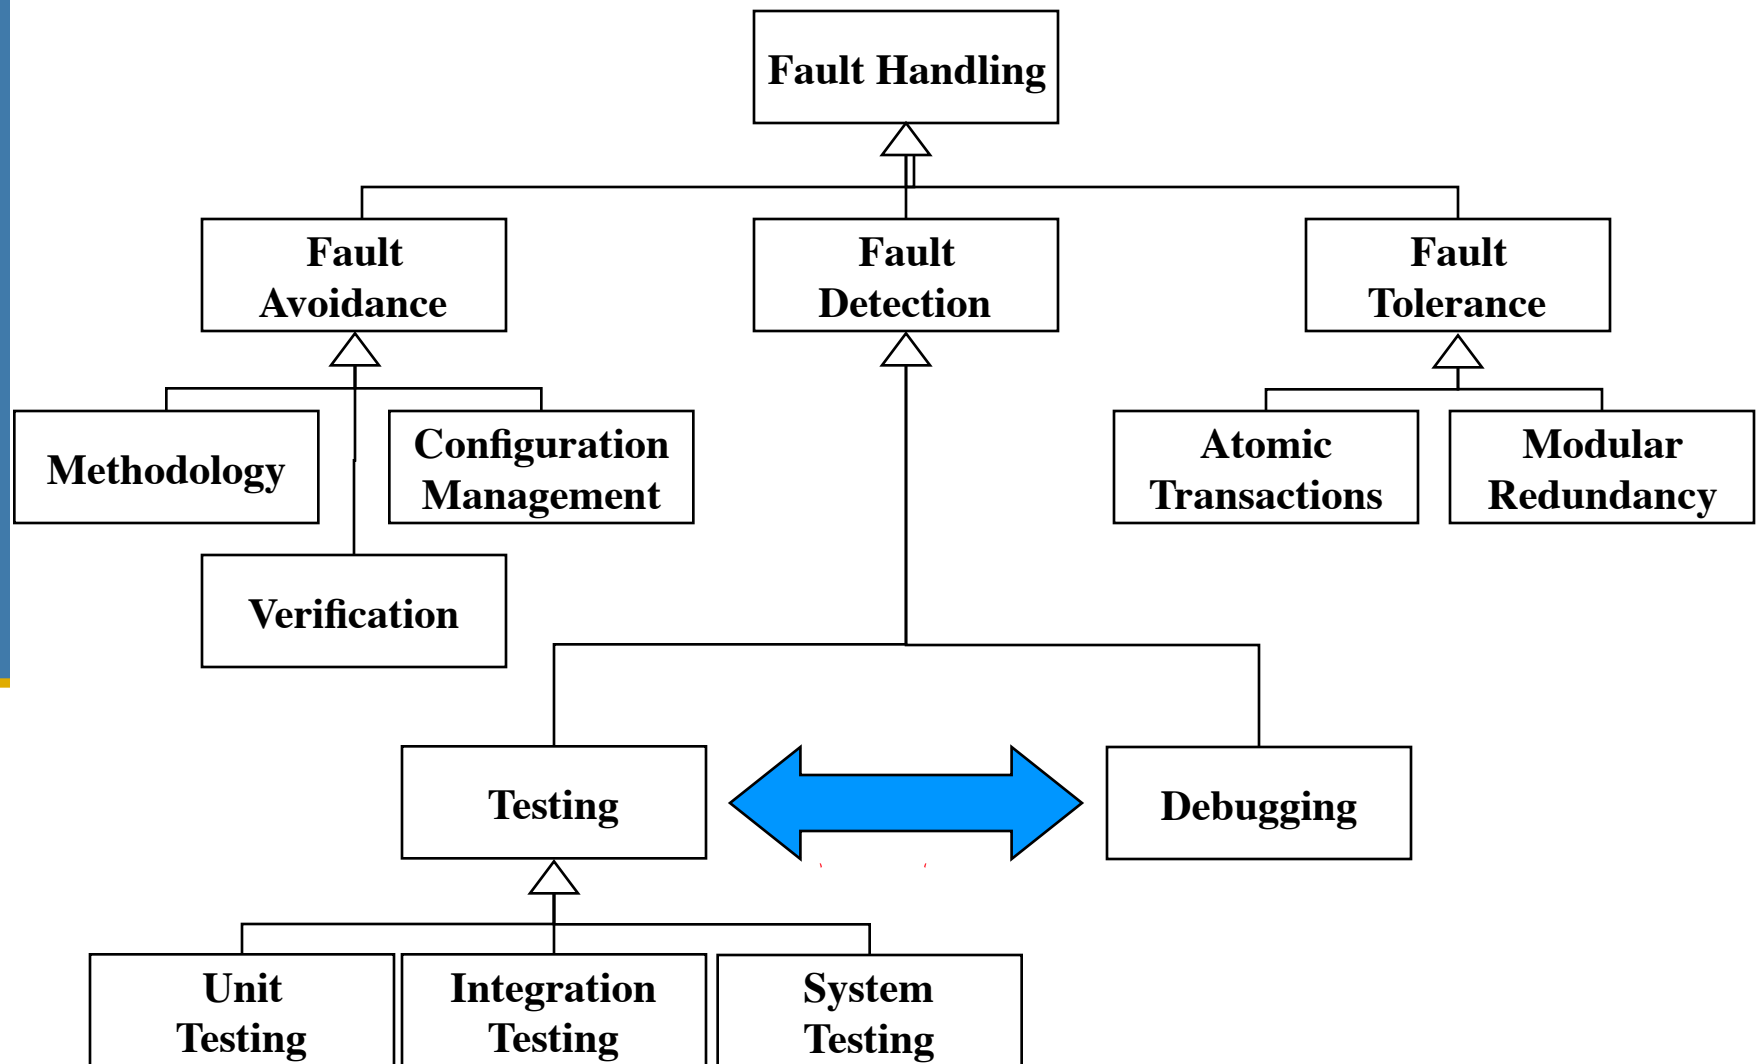 Fault Handling
Fault
Avoidance
Fault
Detection
Fault
Tolerance
Methodology
Configuration
Management
Atomic
Transactions
Modular
Redundancy
Verification
Testing
Debugging
Unit
Testing
Integration
Testing
System
Testing